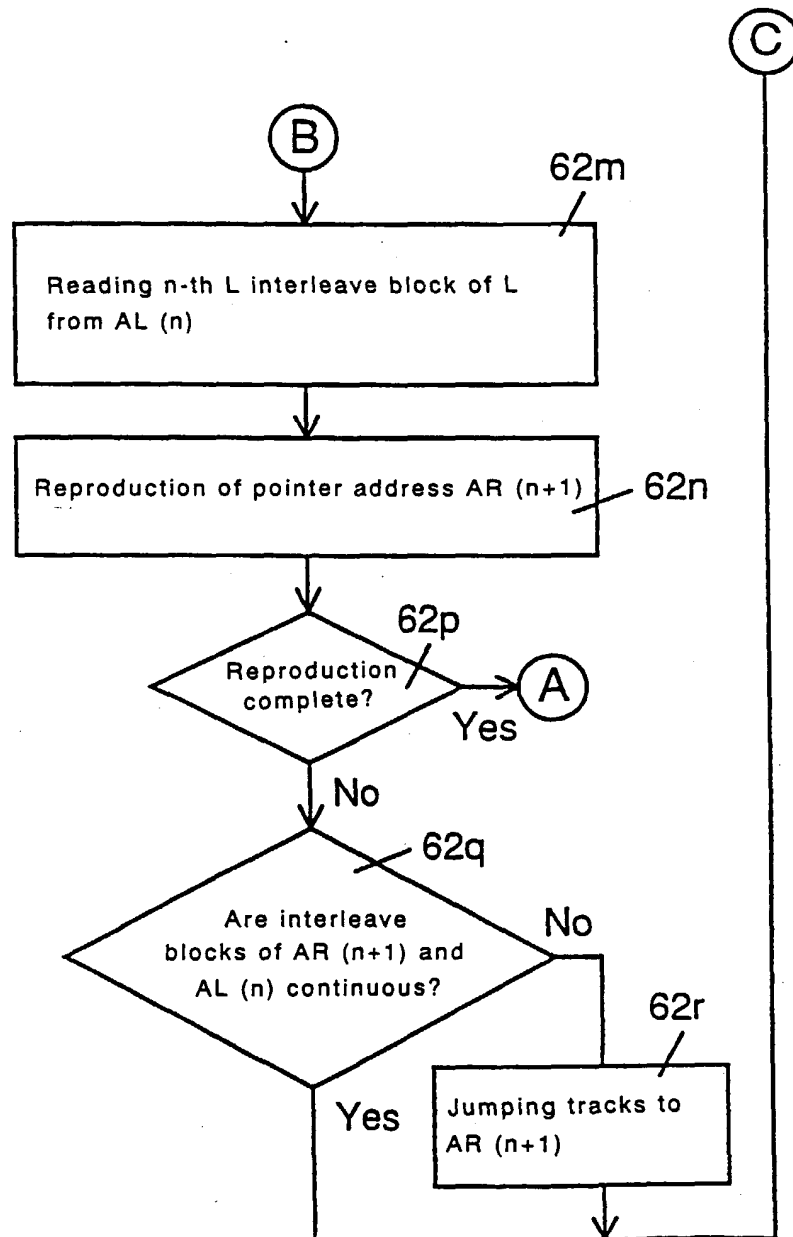 C
B
62m
Reading n-th L interleave block of L
from AL (n)
Reproduction of pointer address AR (n+1)
62n
62p
Reproduction
complete?
A
Yes
No
62q
Are interleave
blocks of AR (n+1) and
AL (n) continuous?
No
62r
Yes
Jumping tracks to
AR (n+1)